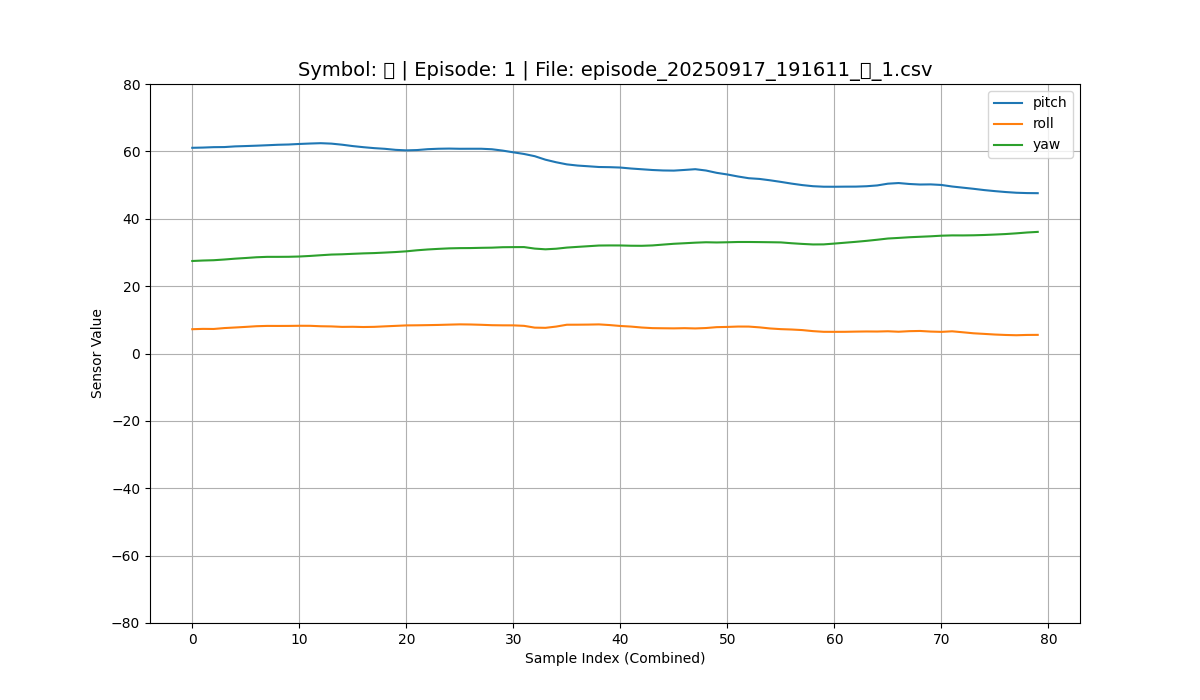 Symbol: | Episode: 1 | File: episode_20250917_191611_ _1.csv
pitch
roll
yaw
80
60
40
20
0
−20
−40
−60
−80
Sensor Value
0 10 20 30 40 50 60 70 80
Sample Index (Combined)